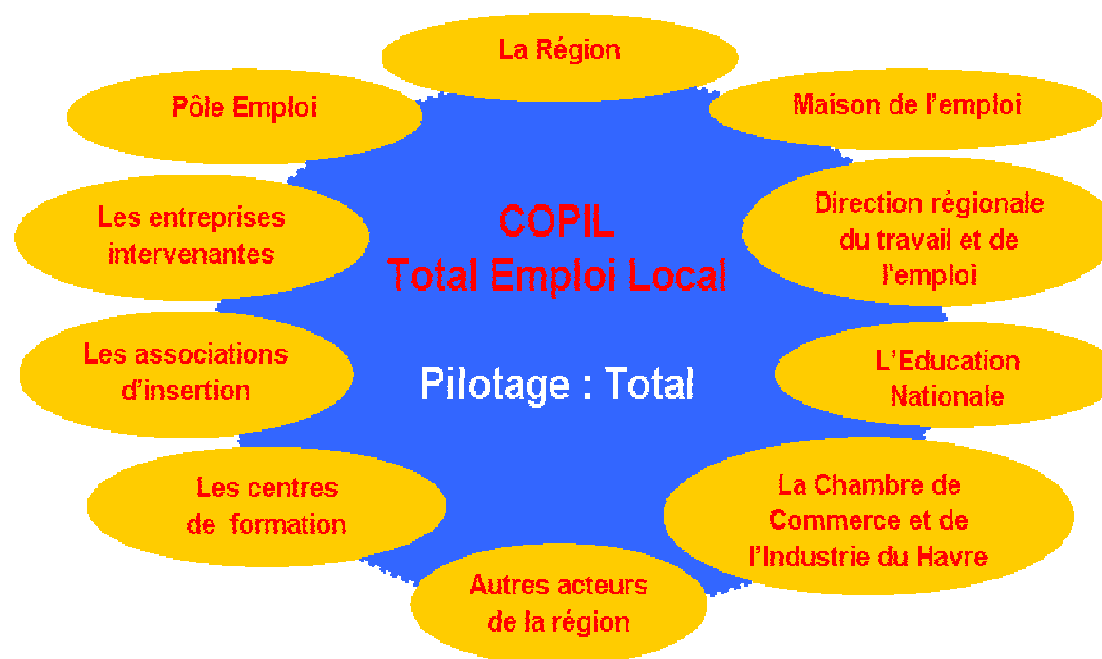 La Région
Pôle Emploi
Maison de l'emploi
Les entreprises
intervenantes
COPIL
Total Emploi Local
Direction régionale
du travail et de
l'emploi
Les associations
d'insertion
Pilotage : Total
L'Education
Nationale
Les centres
de formation
La Chambre de
Commerce et de
l'Industrie du Havre
Autres acteurs
de la région